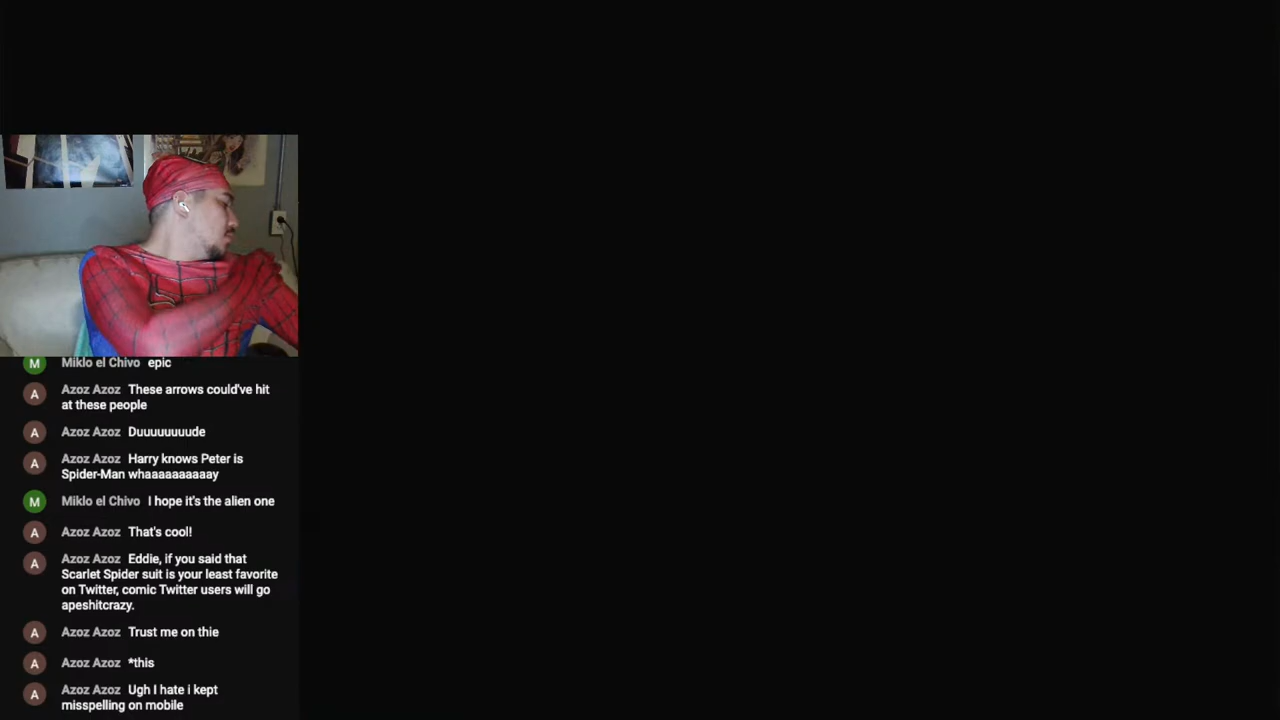 M Miklo el Chivo epic
A Azoz Azoz These arrows could've hit
at these people
A Azoz Azoz Duuuuuuude
A Azoz Azoz Harry knows Peter is
Spider-Man whaaaaaaaaay
M Miklo el Chivo I hope it's the alien one
A Azoz Azoz That's cool!
A Azoz Azoz Eddie, if you said that
Scarlet Spider suit is your least favorite
on Twitter, comic Twitter users will go
apeshitcrazy.
A Azoz Azoz Trust me on thie
A Azoz Azoz *this
A Azoz Azoz Ugh I hate i kept
misspelling on mobile